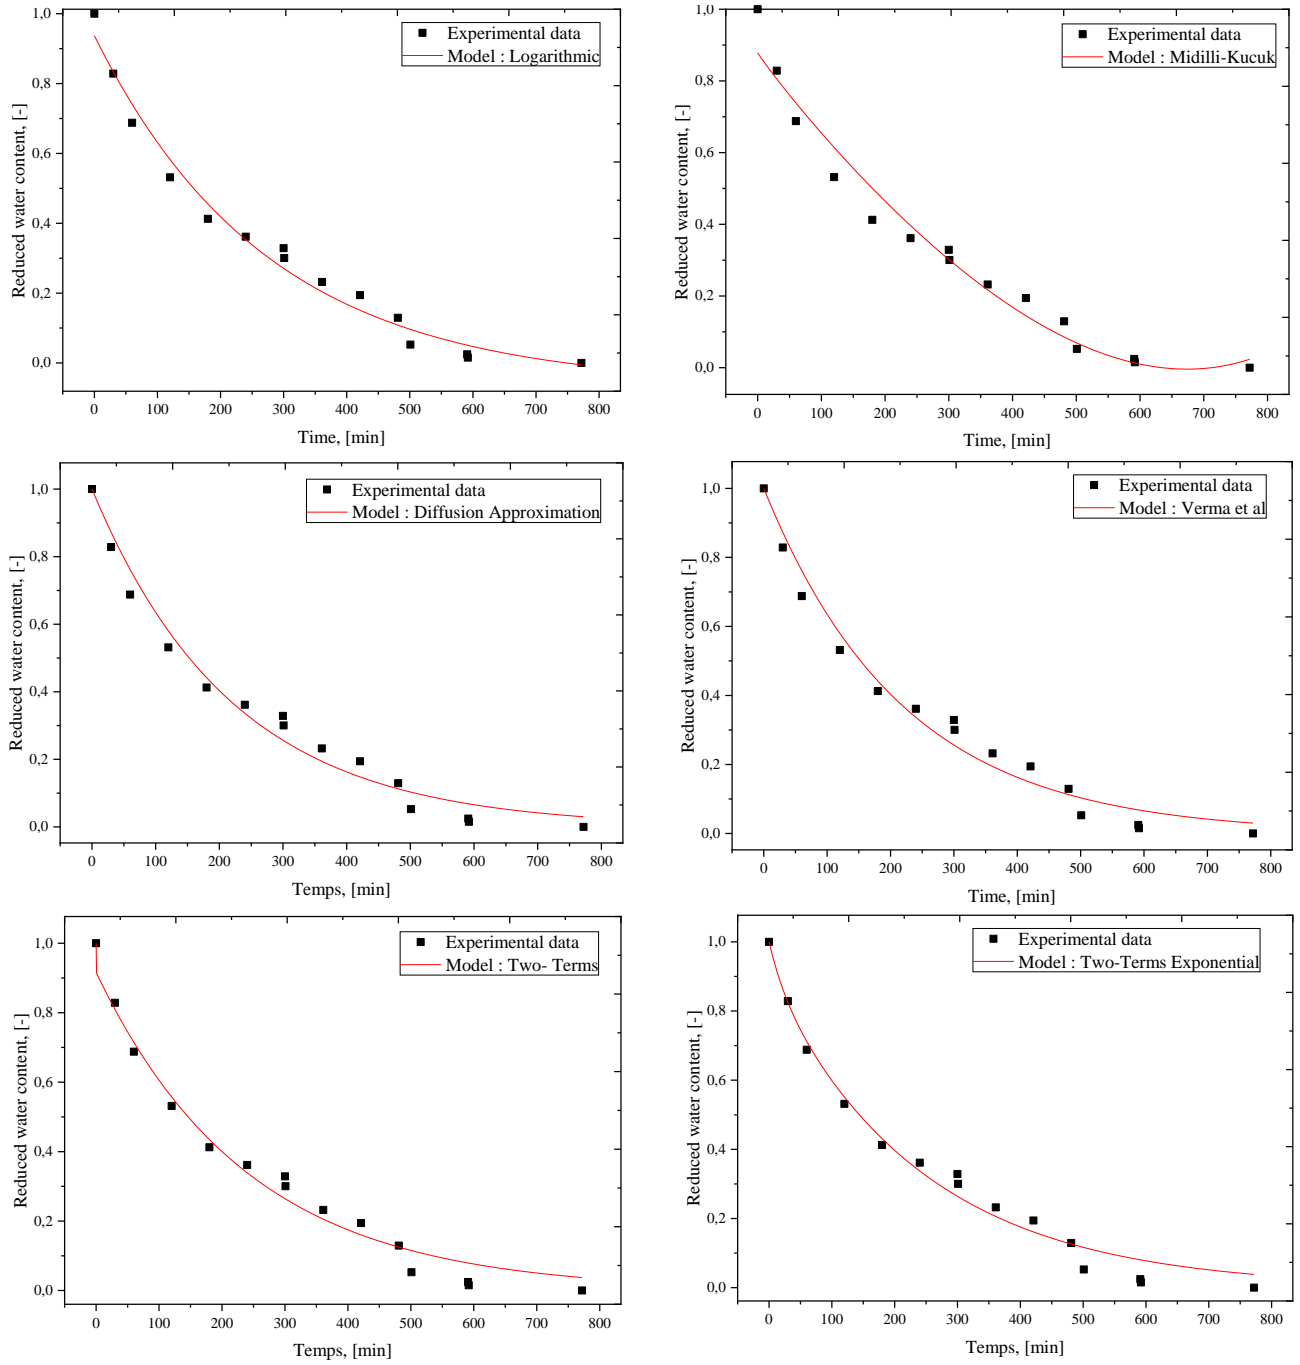 1,0
0,8
0,6
0,4
0,2
0,0
Reduced water content, [-]
Experimental data
Model : Logarithmic
0 100 200 300 400 500 600 700 800
Time, [min]
1,0
0,8
0,6
0,4
0,2
0,0
Reduced water content, [-]
Experimental data
Model : Midilli-Kucuk
0 100 200 300 400 500 600 700 800
Time, [min]
1,0
0,8
0,6
0,4
0,2
0,0
Reduced water content, [-]
Experimental data
Model : Diffusion Approximation
0 100 200 300 400 500 600 700 800
Temps, [min]
1,0
0,8
0,6
0,4
0,2
0,0
Reduced water content, [-]
Experimental data
Model : Verma et al
0 100 200 300 400 500 600 700 800
Time, [min]
1,0
0,8
0,6
0,4
0,2
0,0
Reduced water content, [-]
Experimental data
Model : Two- Terms
0 100 200 300 400 500 600 700 800
Temps, [min]
1,0
0,8
0,6
0,4
0,2
0,0
Reduced water content, [-]
Experimental data
Model : Two-Terms Exponential
0 100 200 300 400 500 600 700 800
Temps, [min]